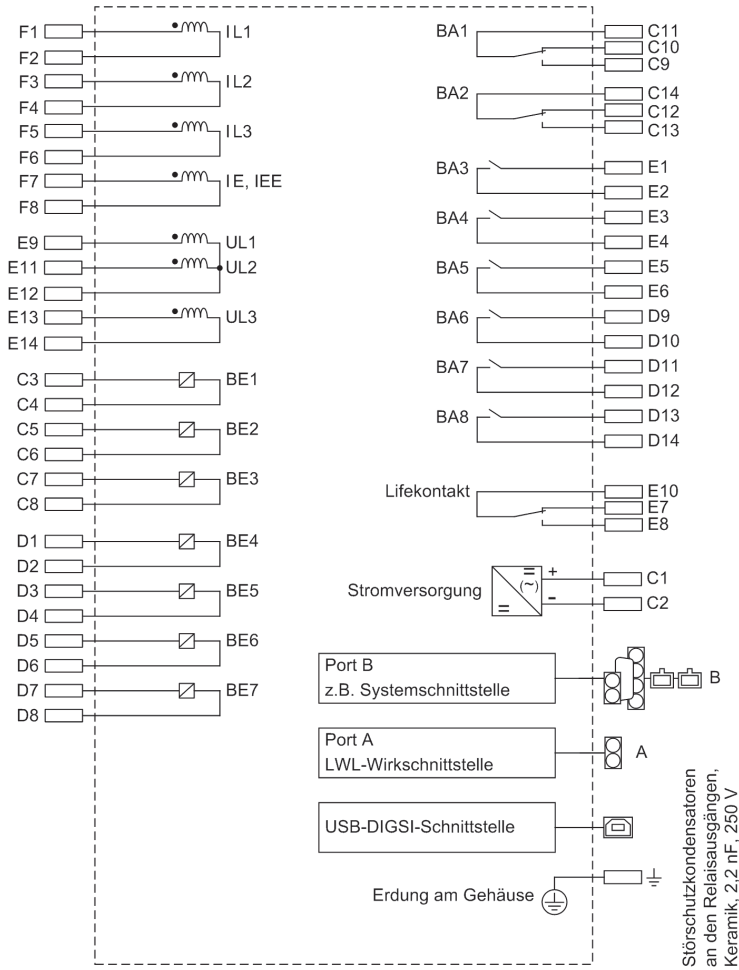 F1 IL1
F2
F3 IL2
F4
F5 IL3
F6
F7 IE, IEE
F8
E9 UL1
E11 UL2
E12
E13 UL3
E14
C3 BE1
C4
C5 BE2
C6
C7 BE3
C8
D1 BE4
D2
D3 BE5
D4
D5 BE6
D6
D7 BE7
D8
BA1 C11
C10
C9
BA2 C14
C12
C13
BA3 E1
E2
BA4 E3
E4
BA5 E5
E6
BA6 D9
D10
BA7 D11
D12
BA8 D13
D14
Lifekontakt E10
E7
E8
Stromversorgung = (~) = + C1
- C2
Port B
z.B. Systemschnittstelle
B
Port A
LWL-Wirkschnittstelle
A
USB-DIGSI-Schnittstelle
Erdung am Gehäuse
Störschutzkondensatoren
an den Relaisausgängen,
Keramik, 2,2 nF, 250 V